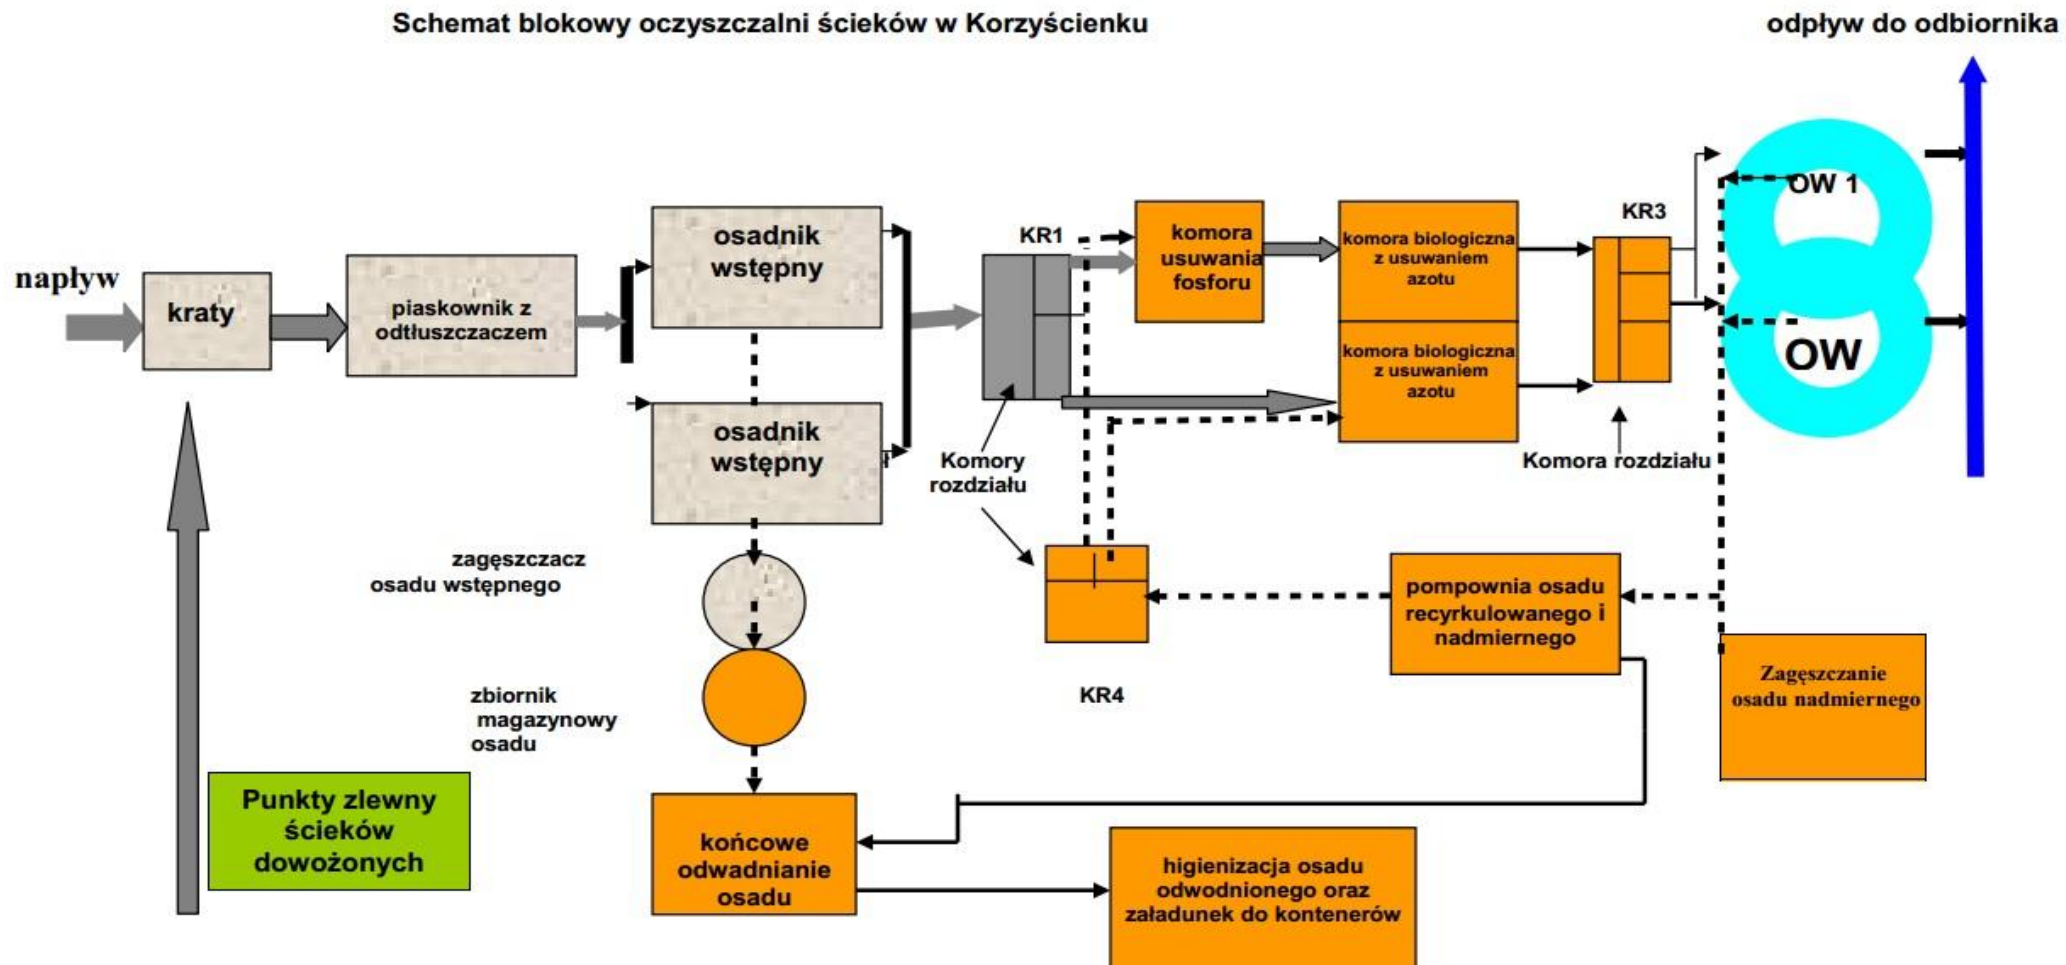 Schemat blokowy oczyszczalni ścieków w Korzyścienku
odpływ do odbiornika
napływ
kraty
piaskownik z
odtłuszczaczem
osadnik
wstępny
osadnik
wstępny
KR1
komora
usuwania
fosforu
komora biologiczna
z usuwaniem
azotu
komora biologiczna
z usuwaniem
azotu
KR3
OW 1
OW
Komory
rozdziału
Komora rozdziału
zagęszczacz
osadu wstępnego
pompownia osadu
recyrkulowanego i
nadmiernego
KR4
Zagęszczanie
osadu nadmiernego
zbiornik
magazynowy
osadu
Punkty zlewny
ścieków
dowożonych
końcowe
odwadnianie
osadu
higienizacja osadu
odwodnionego oraz
załadunek do kontenerów